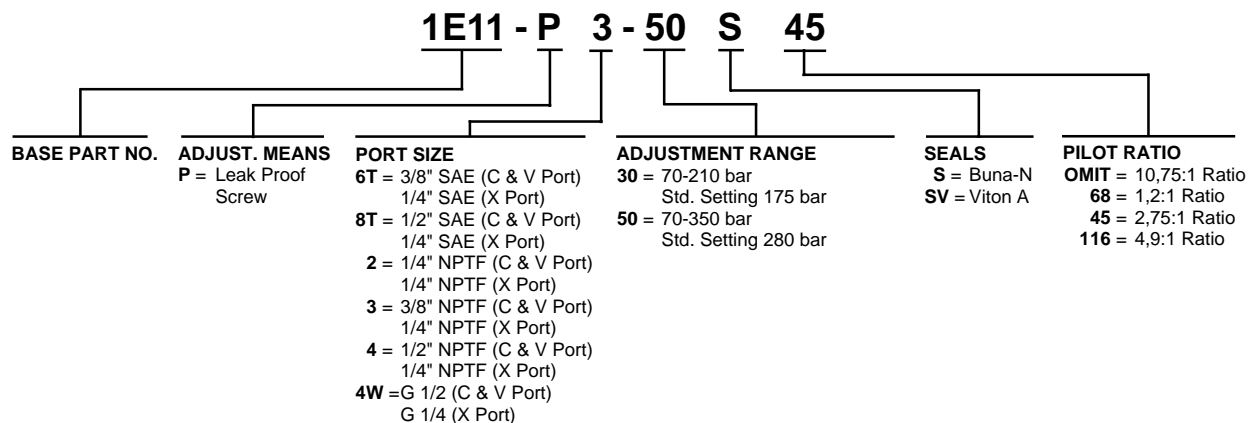 1E11 - P 3 - 50 S 45
BASE PART NO.
ADJUST. MEANS
P = Leak Proof
Screw
PORT SIZE
6T = 3/8" SAE (C & V Port)
1/4" SAE (X Port)
8T = 1/2" SAE (C & V Port)
1/4" SAE (X Port)
2 = 1/4" NPTF (C & V Port)
1/4" NPTF (X Port)
3 = 3/8" NPTF (C & V Port)
1/4" NPTF (X Port)
4 = 1/2" NPTF (C & V Port)
1/4" NPTF (X Port)
4W =G 1/2 (C & V Port)
G 1/4 (X Port)
ADJUSTMENT RANGE
30 = 70-210 bar
Std. Setting 175 bar
50 = 70-350 bar
Std. Setting 280 bar
SEALS
S = Buna-N
SV = Viton A
PILOT RATIO
OMIT = 10,75:1 Ratio
68 = 1,2:1 Ratio
45 = 2,75:1 Ratio
116 = 4,9:1 Ratio